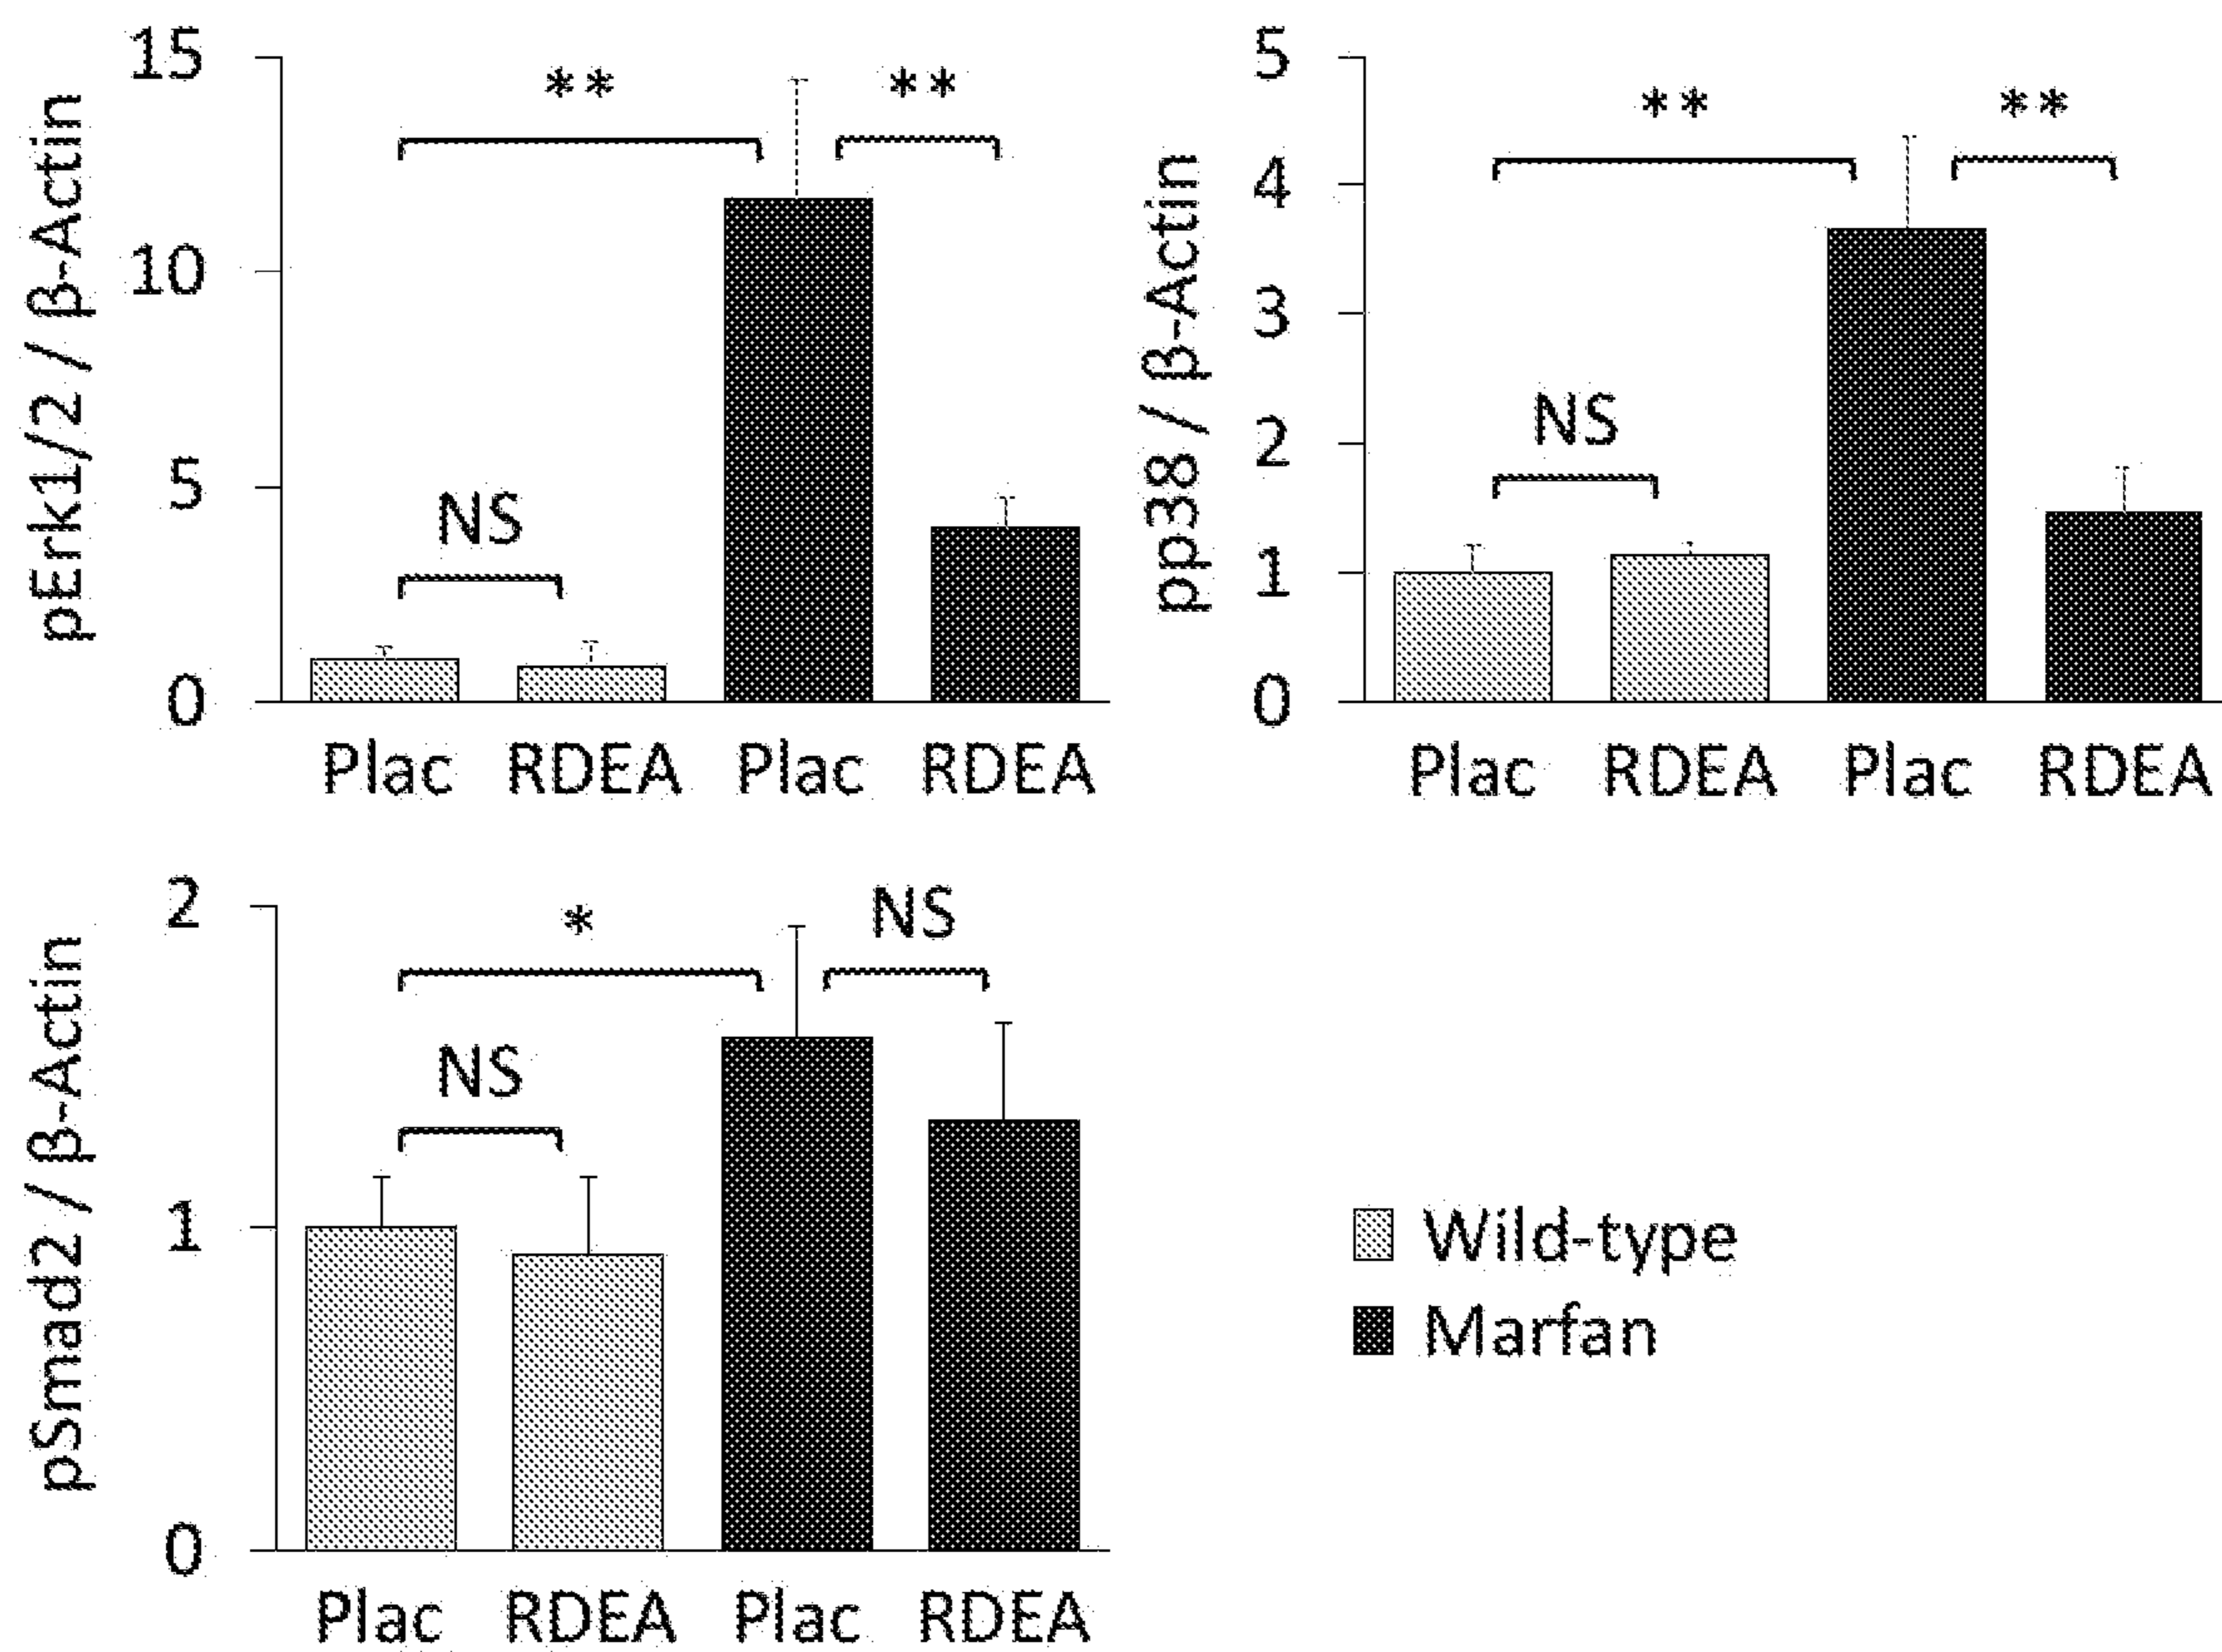 pErk1/2 / β-Actin
15
10
5
0
**
**
NS
Plac RDEA Plac RDEA
pp38 / β-Actin
5
4
3
2
1
0
**
**
NS
Plac RDEA Plac RDEA
pSmad2 / β-Actin
2
1
0
*
NS
NS
Plac RDEA Plac RDEA
Wild-type
Marfan